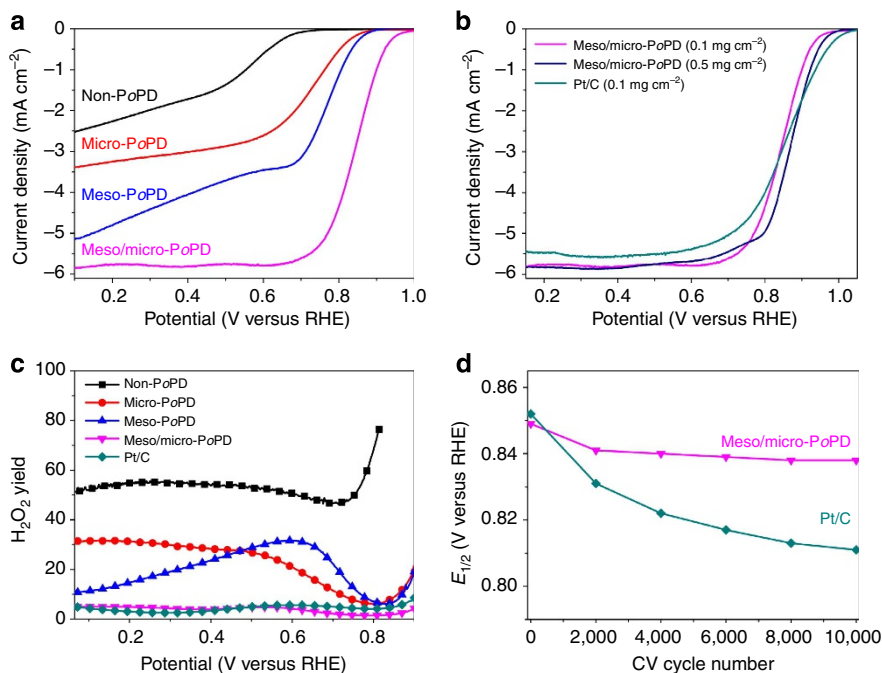 a
0
−1
−2
−3
−4
−5
−6
Current density (mA cm⁻²)
Non-PoPD
Micro-PoPD
Meso-PoPD
Meso/micro-PoPD
0.2
0.4
0.6
0.8
1.0
Potential (V versus RHE)
b
0
−1
−2
−3
−4
−5
−6
Current density (mA cm⁻²)
Meso/micro-PoPD (0.1 mg cm⁻²)
Meso/micro-PoPD (0.5 mg cm⁻²)
Pt/C (0.1 mg cm⁻²)
0.2
0.4
0.6
0.8
1.0
Potential (V versus RHE)
c
100
80
60
40
20
0
H₂O₂ yield
Non-PoPD
Micro-PoPD
Meso-PoPD
Meso/micro-PoPD
Pt/C
0.2
0.4
0.6
0.8
Potential (V versus RHE)
d
0.86
0.84
0.82
0.80
E₁/₂ (V versus RHE)
Meso/micro-PoPD
Pt/C
0
2,000
4,000
6,000
8,000
10,000
CV cycle number